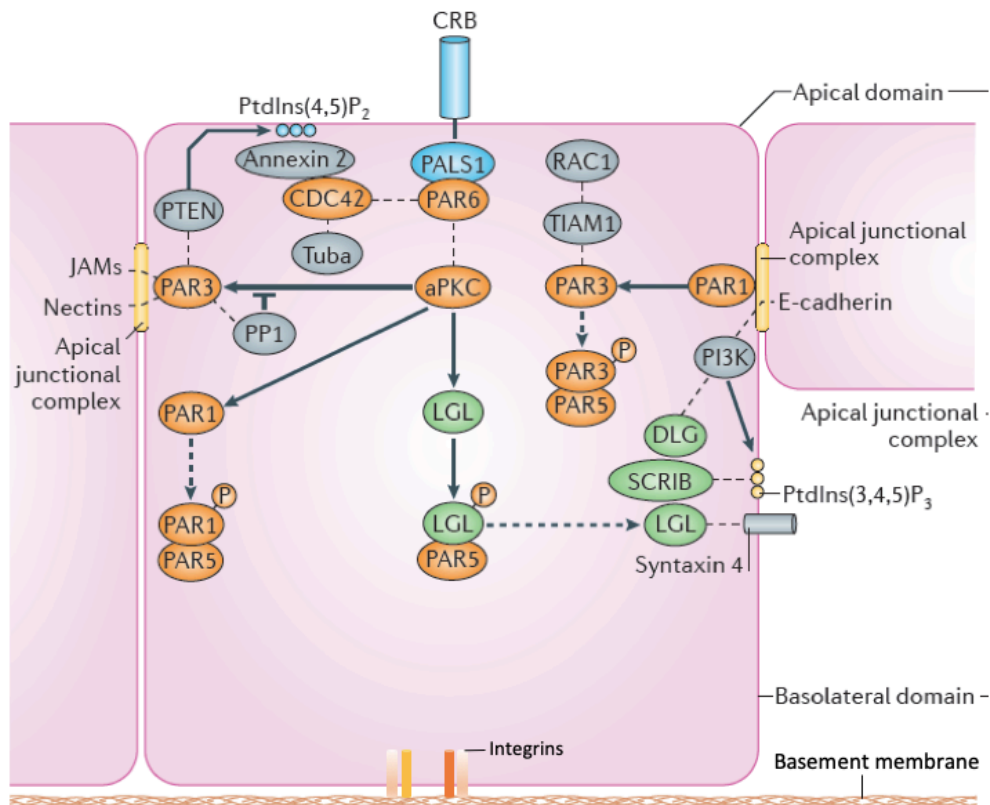 CRB
PtdIns(4,5)P2
Apical domain
Annexin 2
PALS1
RAC1
CDC42
PAR6
PTEN
TIAM1
Tuba
Apical junctional
complex
JAMs
PAR3
aPKC
PAR3
PAR1
E-cadherin
Nectins
PP1
Apical
junctional
complex
PI3K
P
PAR3
PAR5
PAR1
LGL
Apical junctional
complex
DLG
SCRIB
P
PAR1
PAR5
P
LGL
PAR5
LGL
PtdIns(3,4,5)P3
Syntaxin 4
Basolateral domain
Integrins
Basement membrane